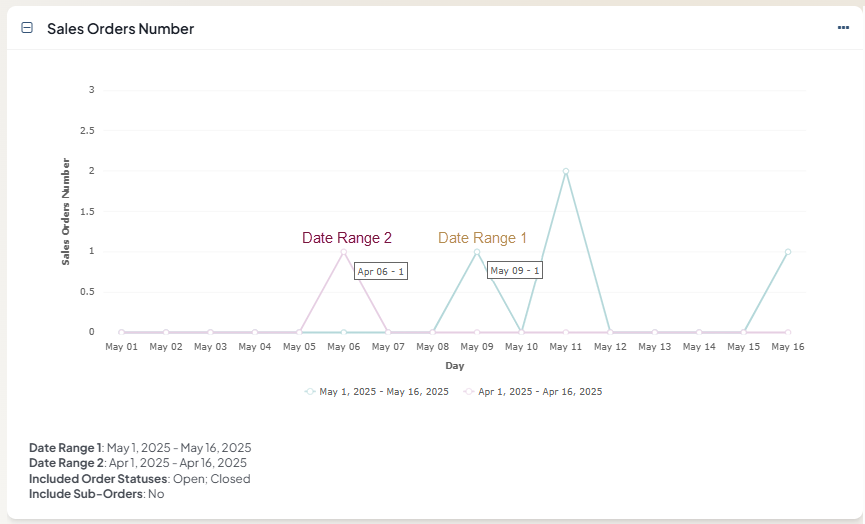 Sales Orders Number
3
2.5
2
1.5
1
0.5
0
Sales Orders Number
Date Range 2
Date Range 1
Apr 06 - 1
May 09 - 1
May 01 May 02 May 03 May 04 May 05 May 06 May 07 May 08 May 09 May 10 May 11 May 12 May 13 May 14 May 15 May 16
Day
May 1, 2025 - May 16, 2025 Apr 1, 2025 - Apr 16, 2025
Date Range 1: May 1, 2025 - May 16, 2025
Date Range 2: Apr 1, 2025 - Apr 16, 2025
Included Order Statuses: Open; Closed
Include Sub-Orders: No